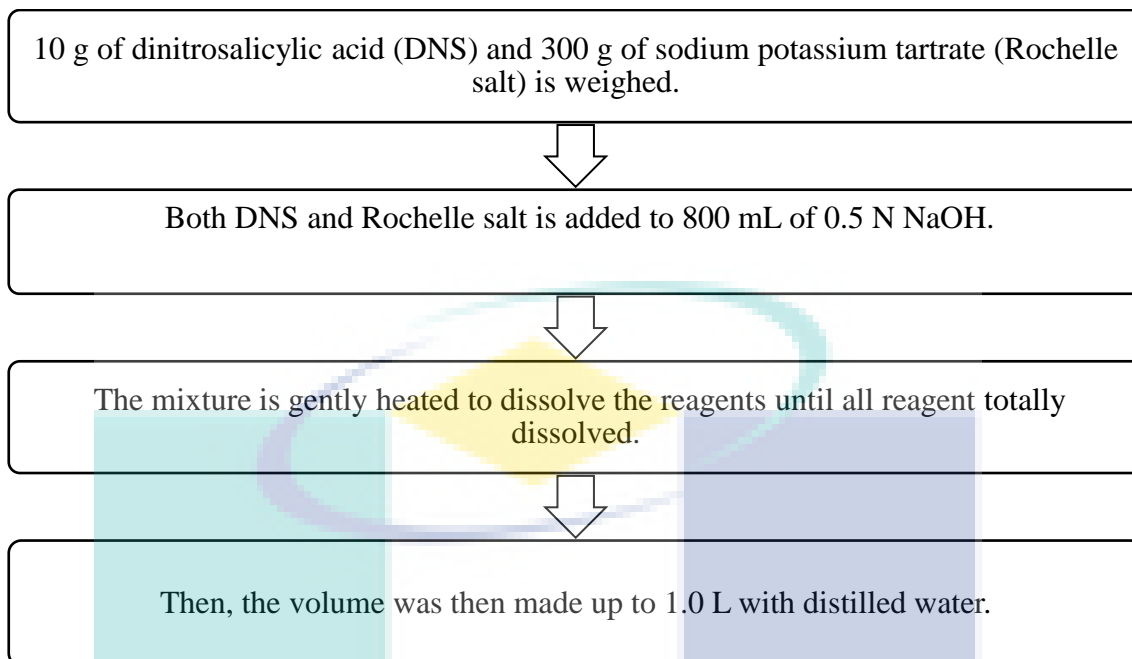 10 g of dinitrosalicylic acid (DNS) and 300 g of sodium potassium tartrate (Rochelle
salt) is weighed.
Both DNS and Rochelle salt is added to 800 mL of 0.5 N NaOH.
The mixture is gently heated to dissolve the reagents until all reagent totally
dissolved.
Then, the volume was then made up to 1.0 L with distilled water.